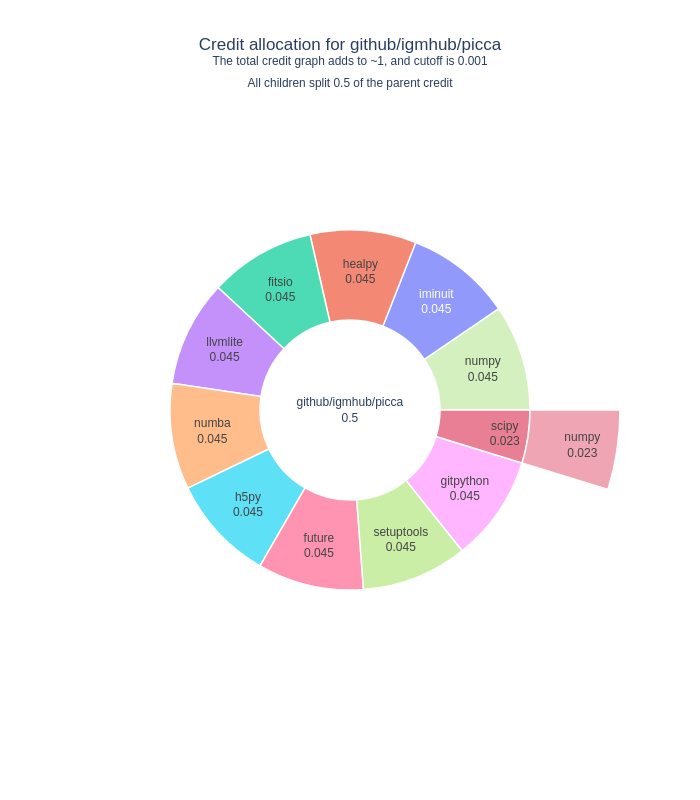 Credit allocation for github/igmhub/picca
The total credit graph adds to ~1, and cutoff is 0.001
All children split 0.5 of the parent credit
healpy
0.045
fitsio
0.045
iminuit
0.045
llvmlite
0.045
numpy
0.045
github/igmhub/picca
0.5
numba
0.045
scipy
0.023
numpy
0.023
gitpython
0.045
h5py
0.045
setuptools
0.045
future
0.045